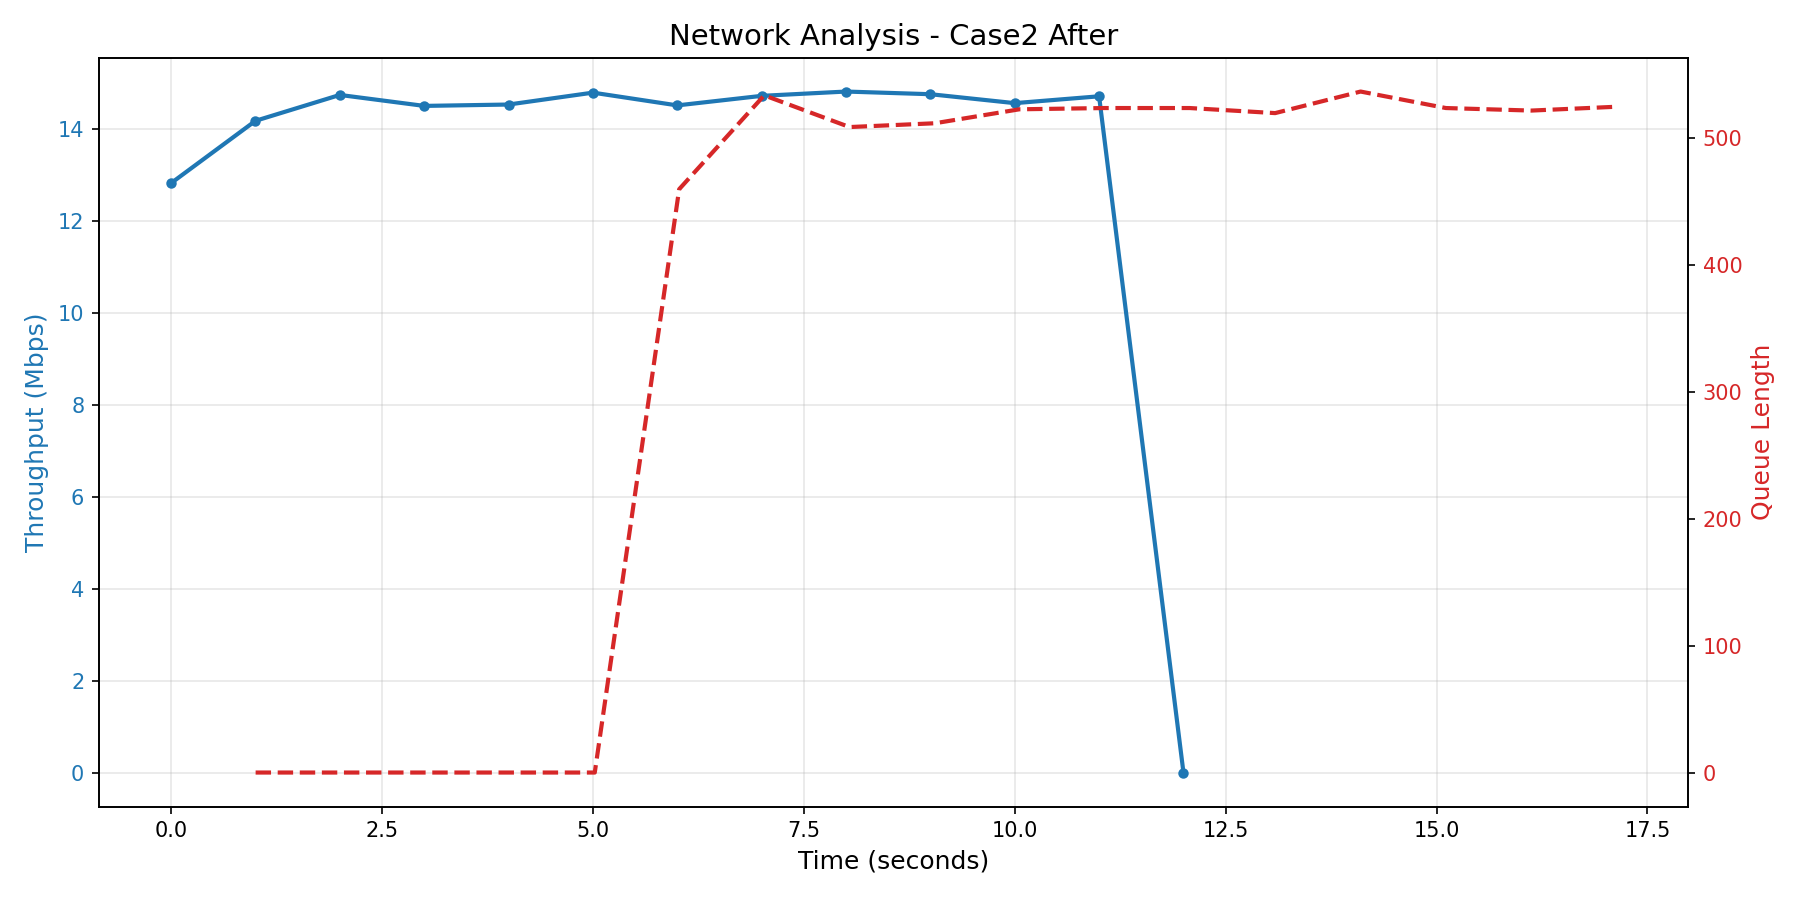 Network Analysis - Case2 After
Throughput (Mbps)
14
12
10
8
6
4
2
0
500
400
300
200
100
0
Queue Length
0.0 2.5 5.0 7.5 10.0 12.5 15.0 17.5
Time (seconds)